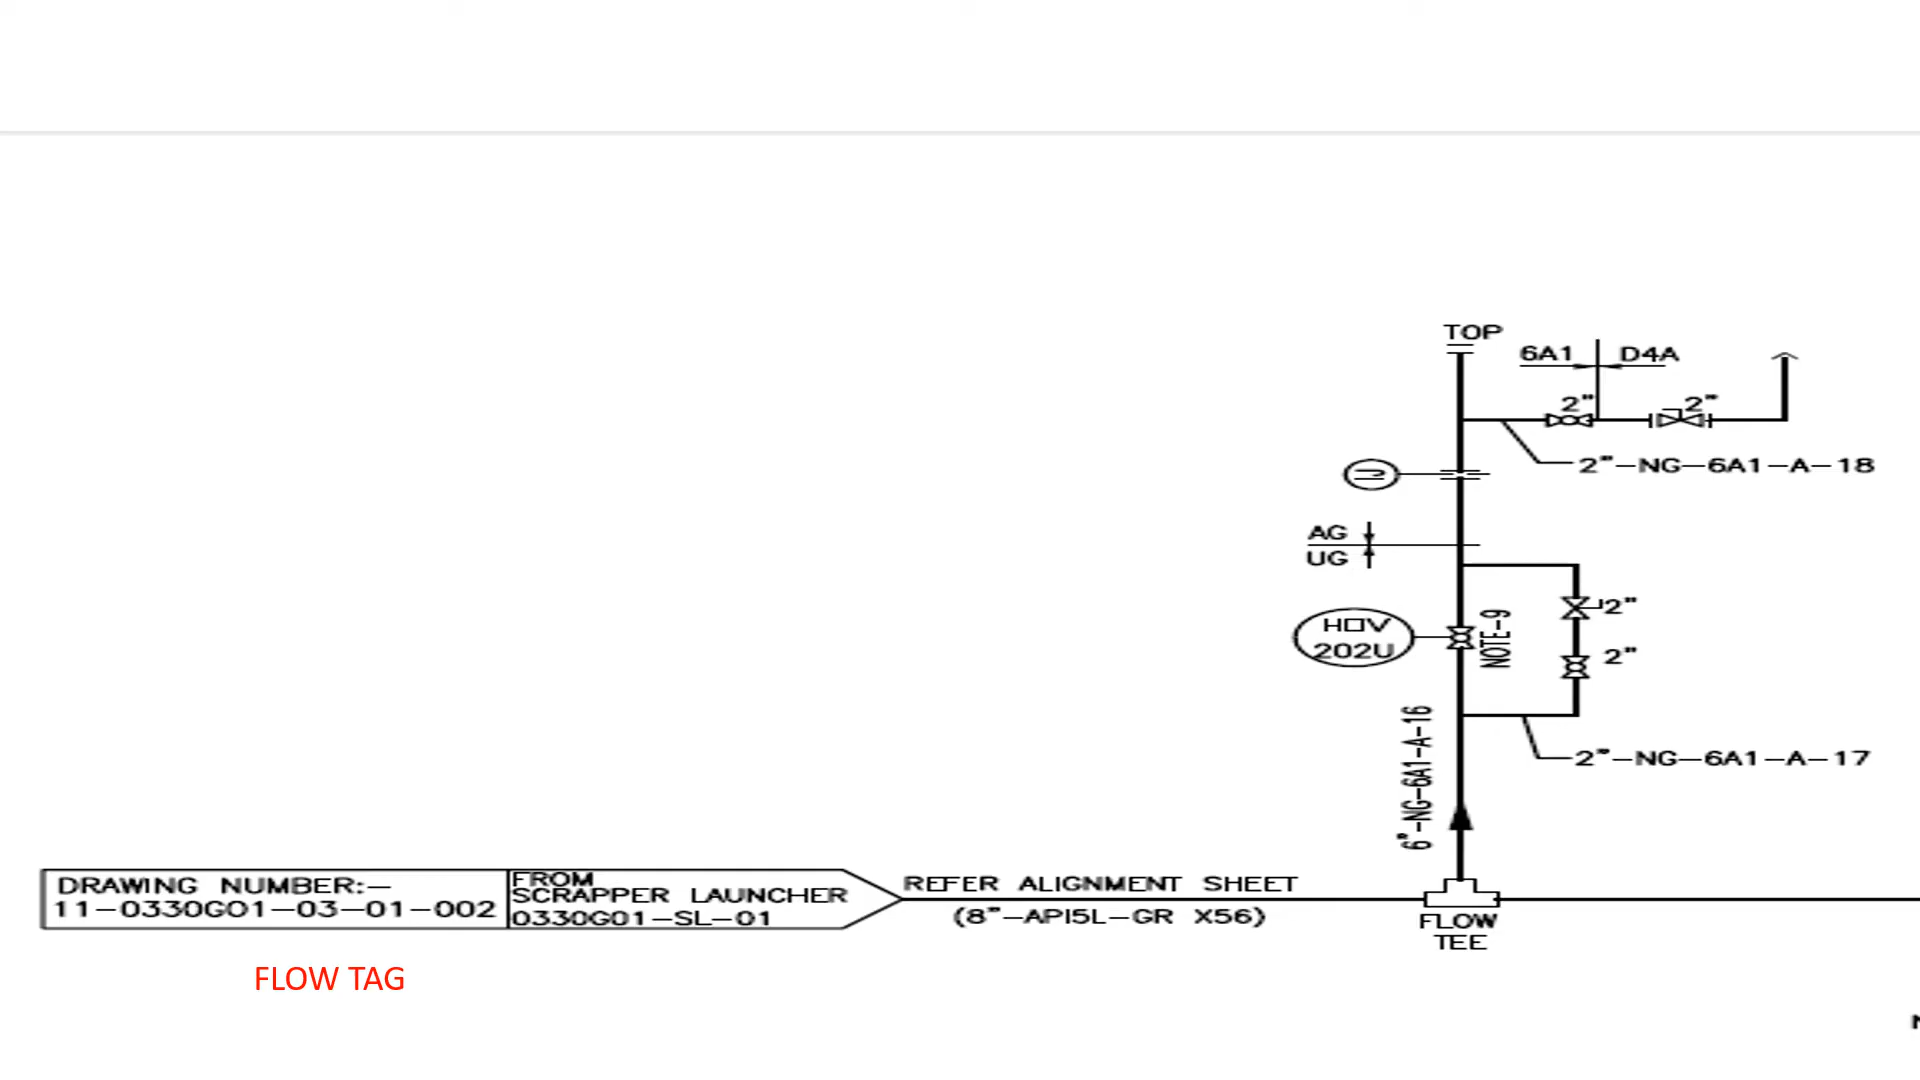 TOP
6A1 D4A
2" 2"
2"-NG-6A1-A-18
AG
UG
2"
HOV
202U
NOTE-9
2"
6"-NG-6A1-A-16
2"-NG-6A1-A-17
DRAWING NUMBER:-
11-0330G01-03-01-002
FROM
SCRAPPER LAUNCHER
0330G01-SL-01
REFER ALIGNMENT SHEET
(8"-API5L-GR X56)
FLOW
TEE
FLOW TAG